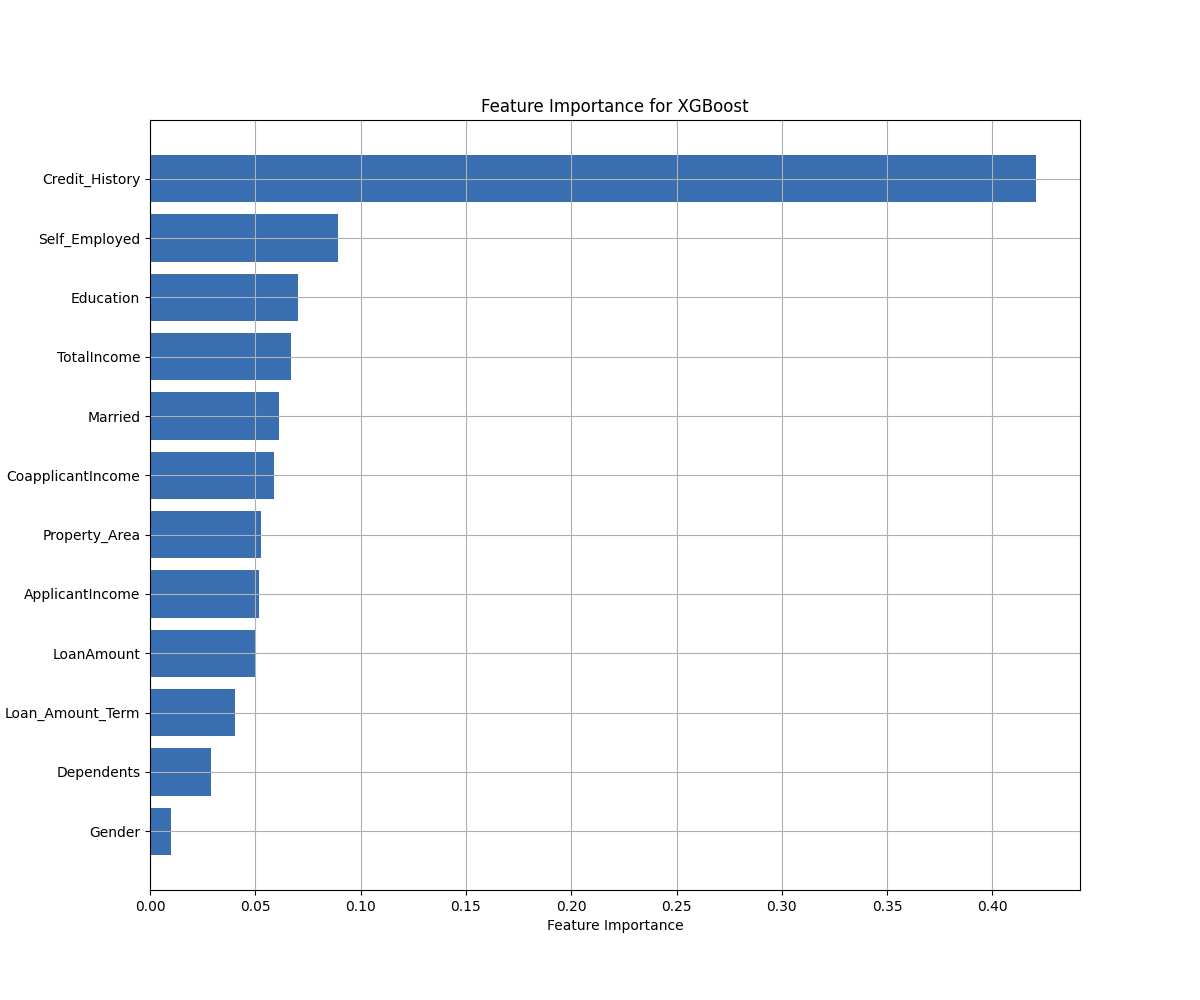 Feature Importance for XGBoost
Credit_History
Self_Employed
Education
TotalIncome
Married
CoapplicantIncome
Property_Area
ApplicantIncome
LoanAmount
Loan_Amount_Term
Dependents
Gender
0.00 0.05 0.10 0.15 0.20 0.25 0.30 0.35 0.40
Feature Importance